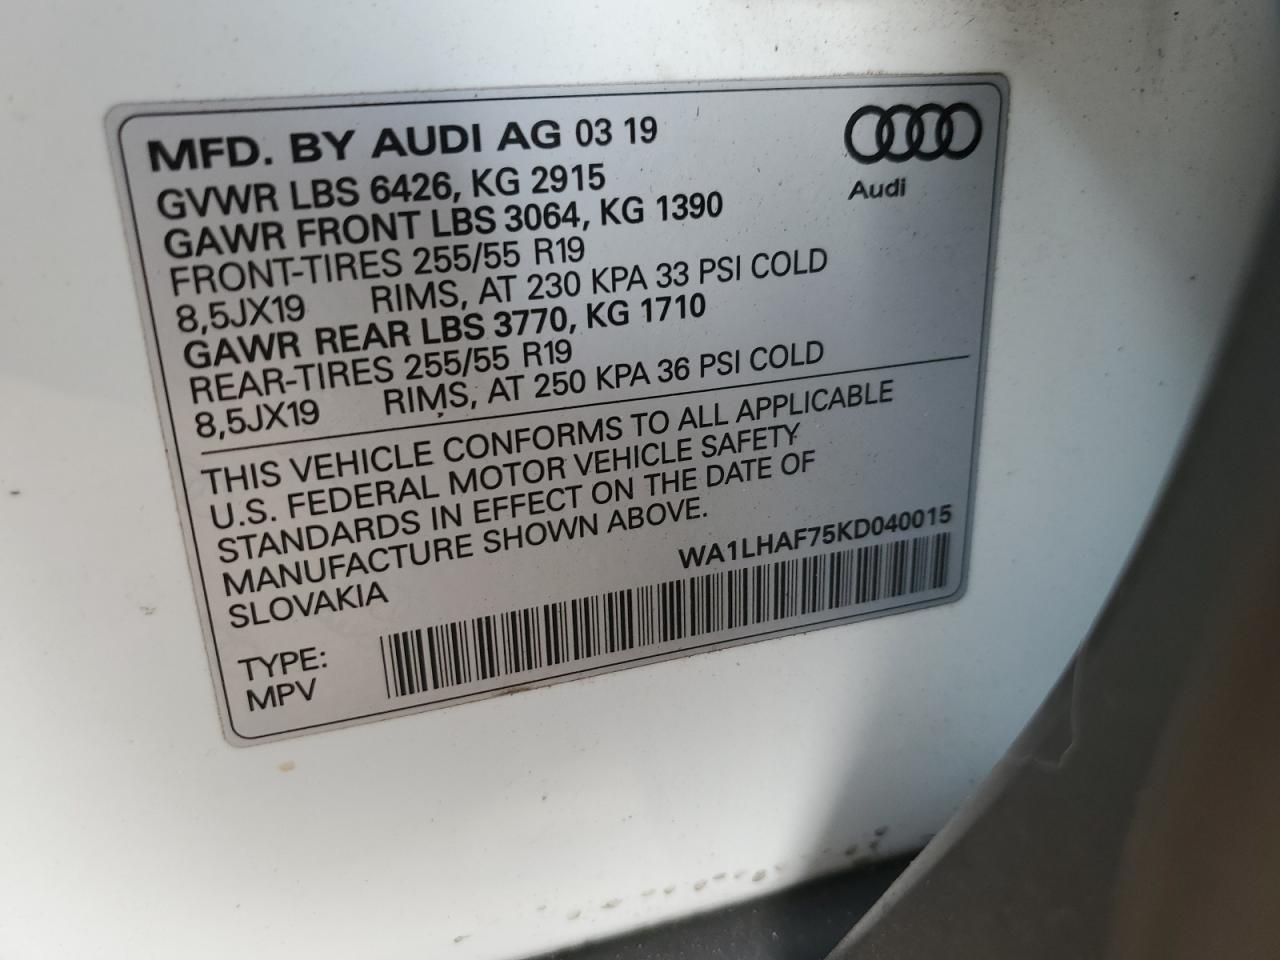 MFD. BY AUDI AG 03 19
Audi
GVWR LBS 6426, KG 2915
GAWR FRONT LBS 3064, KG 1390
FRONT-TIRES 255/55 R19
8,5JX19 RIMS, AT 230 KPA 33 PSI COLD
GAWR REAR LBS 3770, KG 1710
REAR-TIRES 255/55 R19
8,5JX19 RIMS, AT 250 KPA 36 PSI COLD
THIS VEHICLE CONFORMS TO ALL APPLICABLE
U.S. FEDERAL MOTOR VEHICLE SAFETY
STANDARDS IN EFFECT ON THE DATE OF
MANUFACTURE SHOWN ABOVE.
SLOVAKIA
WA1LHAF75KD040015
TYPE:
MPV